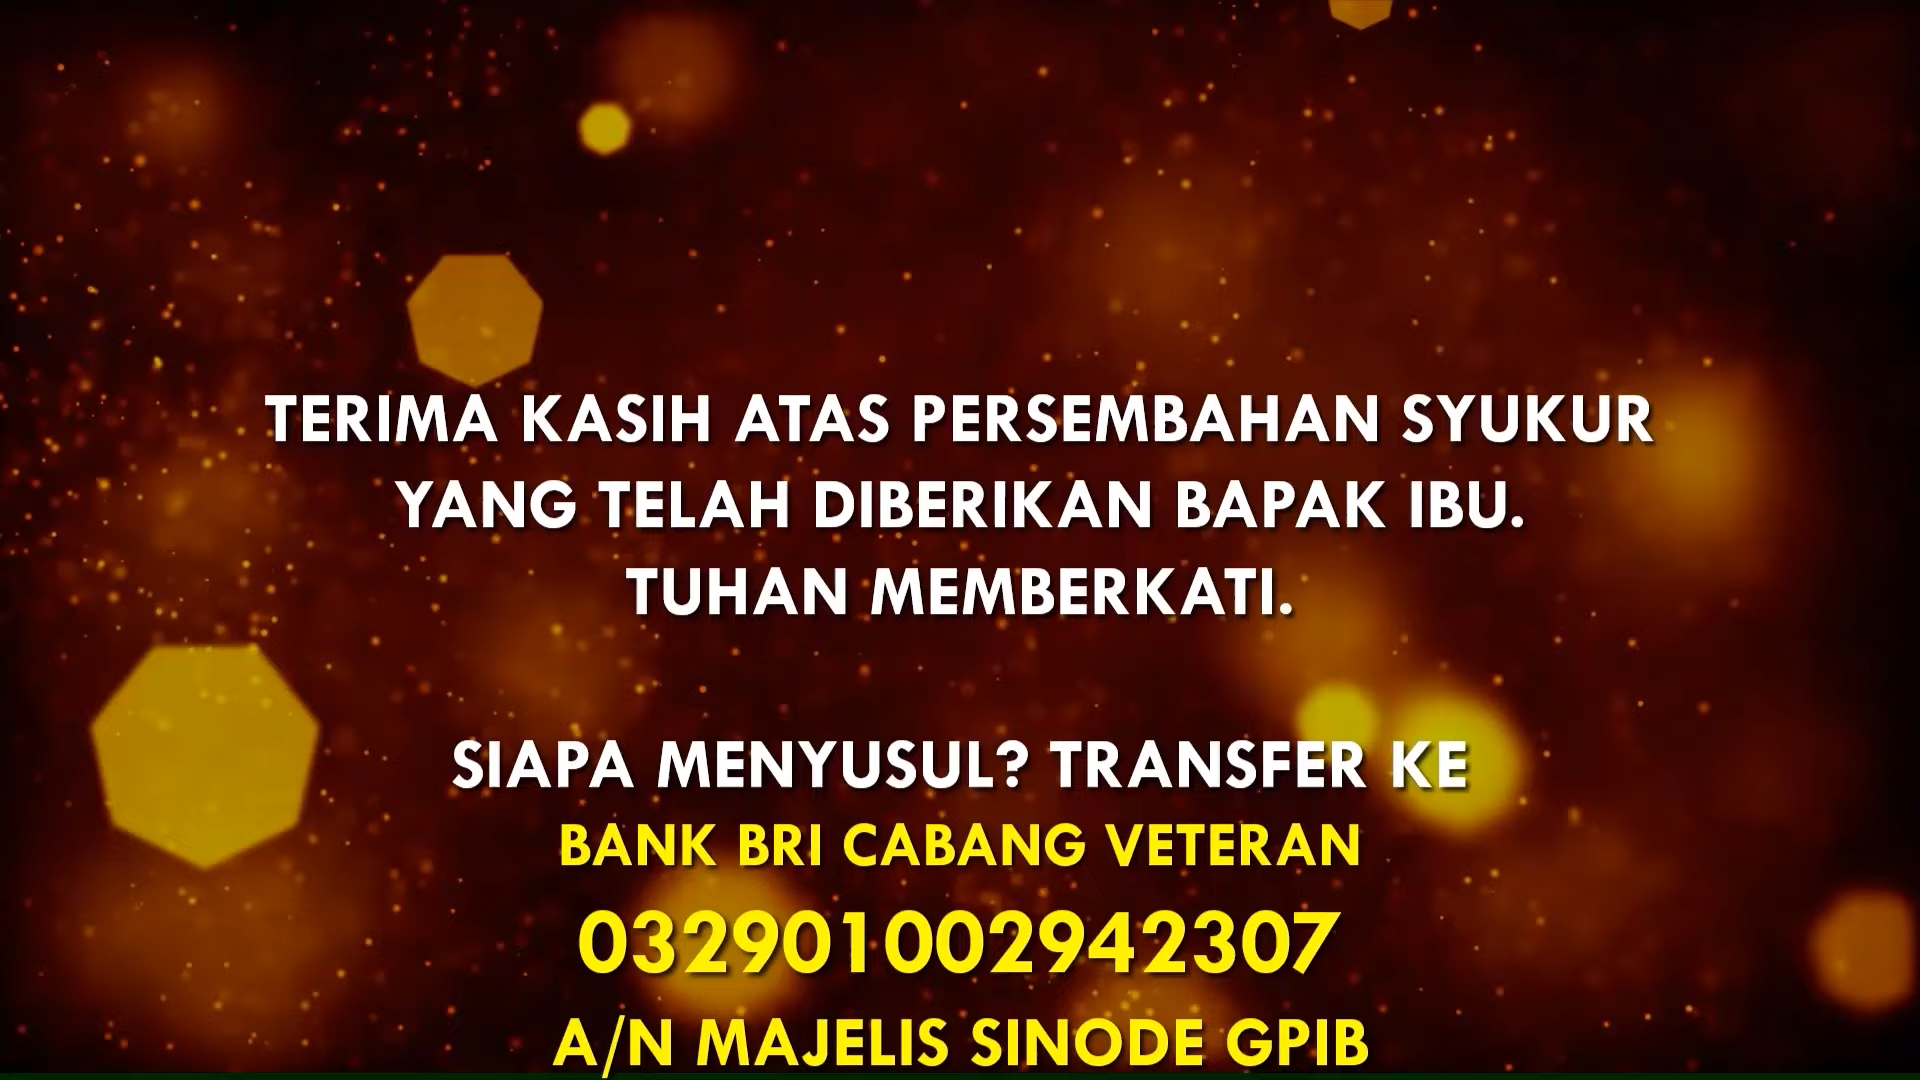 TERIMA KASIH ATAS PERSEMBAHAN SYUKUR
YANG TELAH DIBERIKAN BAPAK IBU.
TUHAN MEMBERKATI.
SIAPA MENYUSUL? TRANSFER KE
BANK BRI CABANG VETERAN
032901002942307
A/N MAJELIS SINODE GPIB